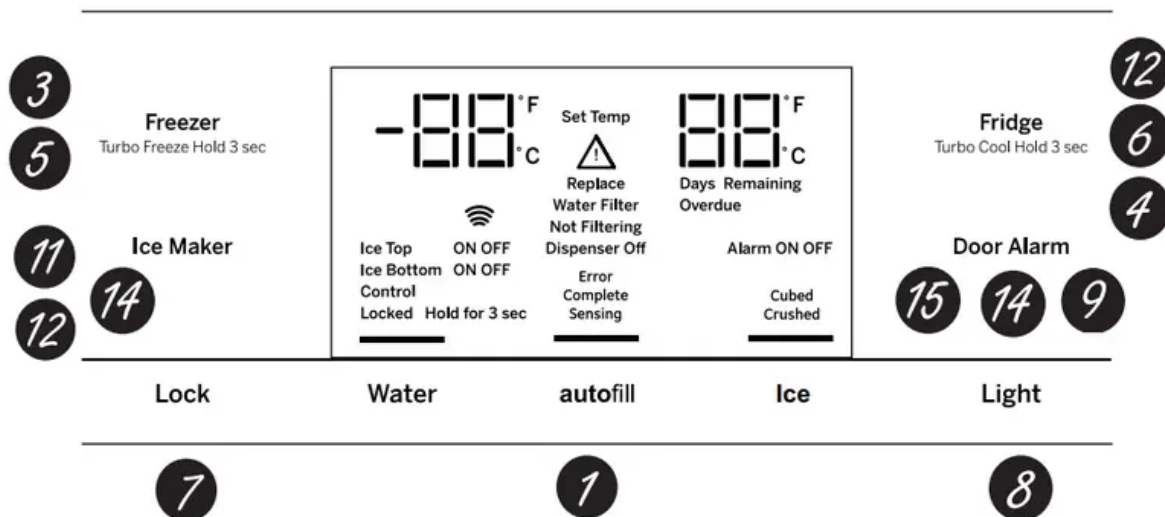 3
12
-88 °F °C
Set Temp
88 °F °C
Freezer
Turbo Freeze Hold 3 sec
Fridge
Turbo Cool Hold 3 sec
5
6
Replace
Water Filter
Not Filtering
Dispenser Off
Days Remaining
Overdue
4
11
Ice Maker
Ice Top ON OFF
Ice Bottom ON OFF
Control
Locked Hold for 3 sec
Alarm ON OFF
Door Alarm
14
12
Error
Complete
Sensing
Cubed
Crushed
15 14 9
Lock Water autofill Ice Light
7 1 8